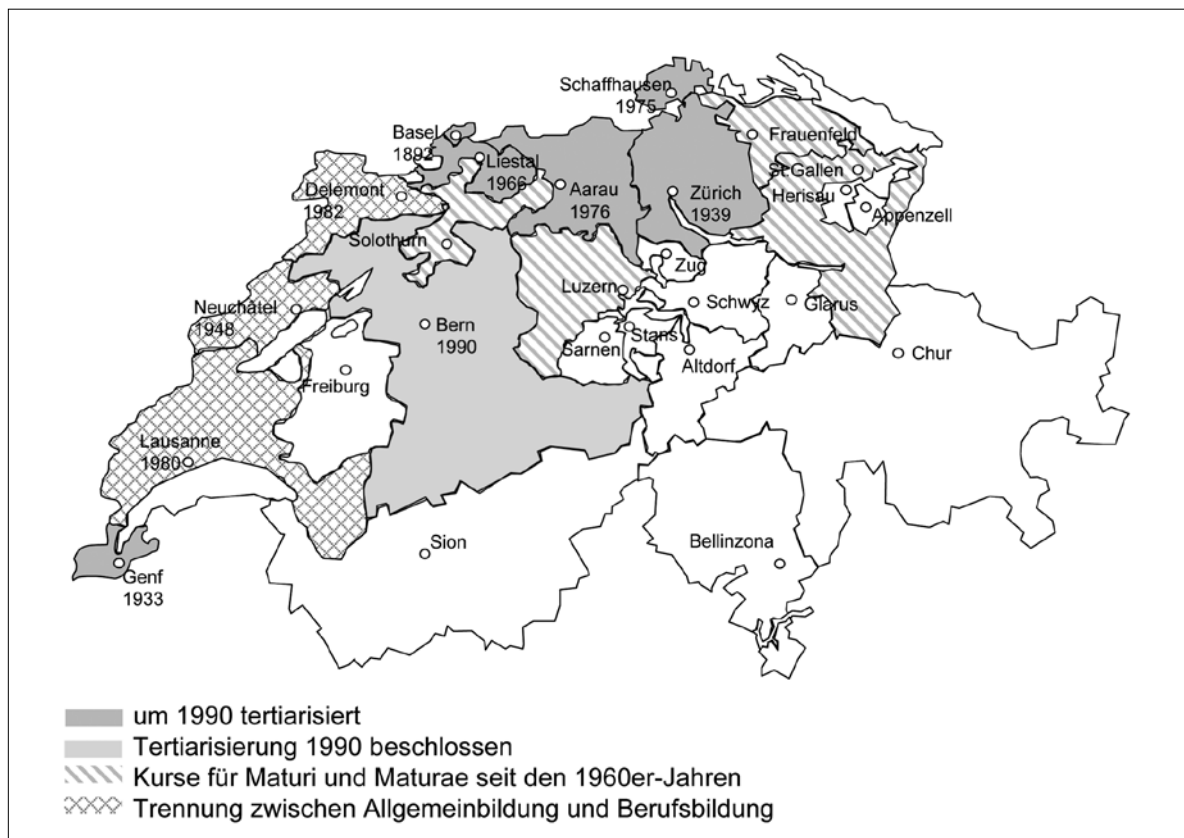 Schaffhausen
1975
Basel
1892
Liestal
1966
Frauenfeld
St.Gallen
Herisau
Appenzell
Delémont
1982
Aarau
1976
Zürich
1939
Solothurn
Zug
Neuchâtel
1948
Luzern
Schwyz
Glarus
Bern
1990
Sarnen
Stans
Altdorf
Chur
Freiburg
Lausanne
1980
Sion
Bellinzona
Genf
1933
um 1990 tertiarisiert
Tertiarisierung 1990 beschlossen
Kurse für Maturi und Maturae seit den 1960er-Jahren
Trennung zwischen Allgemeinbildung und Berufsbildung